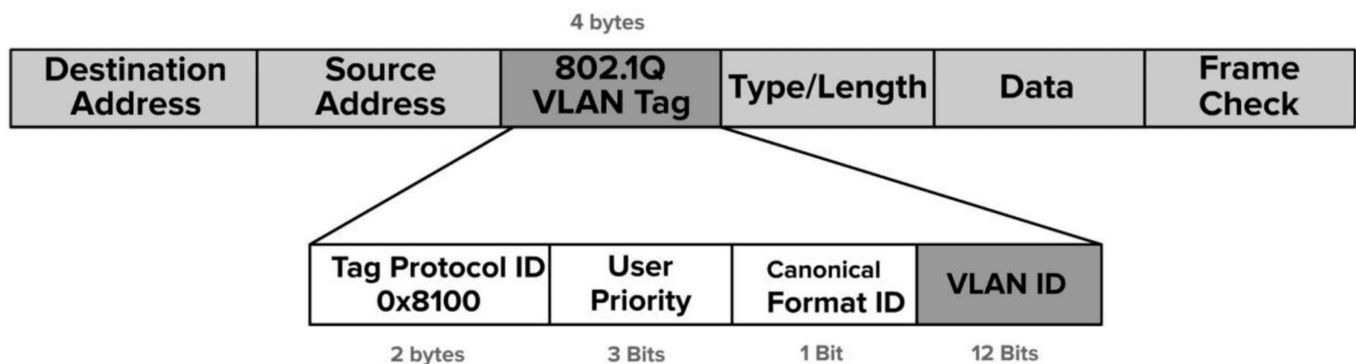 4 bytes
Destination Address
Source Address
802.1Q VLAN Tag
Type/Length
Data
Frame Check
Tag Protocol ID 0x8100
User Priority
Canonical Format ID
VLAN ID
2 bytes
3 Bits
1 Bit
12 Bits